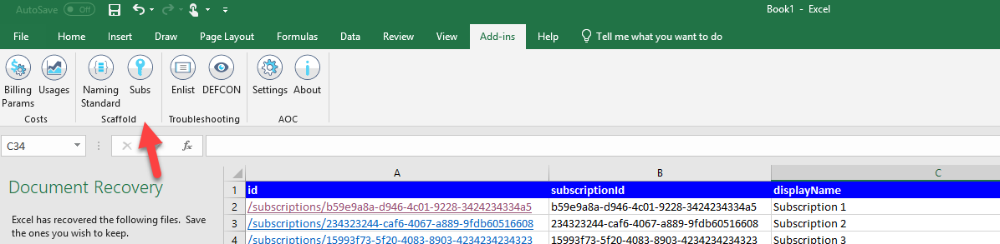 AutoSave Off Book1 - Excel
File Home Insert Draw Page Layout Formulas Data Review View Add-ins Help Tell me what you want to do
Billing Params Usages Naming Standard Subs Enlist DEFCON Settings About
Costs Scaffold Troubleshooting AOC
C34 fx
Document Recovery
Excel has recovered the following files. Save
the ones you wish to keep.
A B C
1 id subscriptionId displayName
2 /subscriptions/b59e9a8a-d946-4c01-9228-3424234334a5 b59e9a8a-d946-4c01-9228-3424234334a5 Subscription 1
3 /subscriptions/234323244-caf6-4067-a889-9fdb60516608 234323244-caf6-4067-a889-9fdb60516608 Subscription 2
4 /subscriptions/15993f73-5f20-4083-8903-4234234234323 15993f73-5f20-4083-8903-4234234234323 Subscription 3